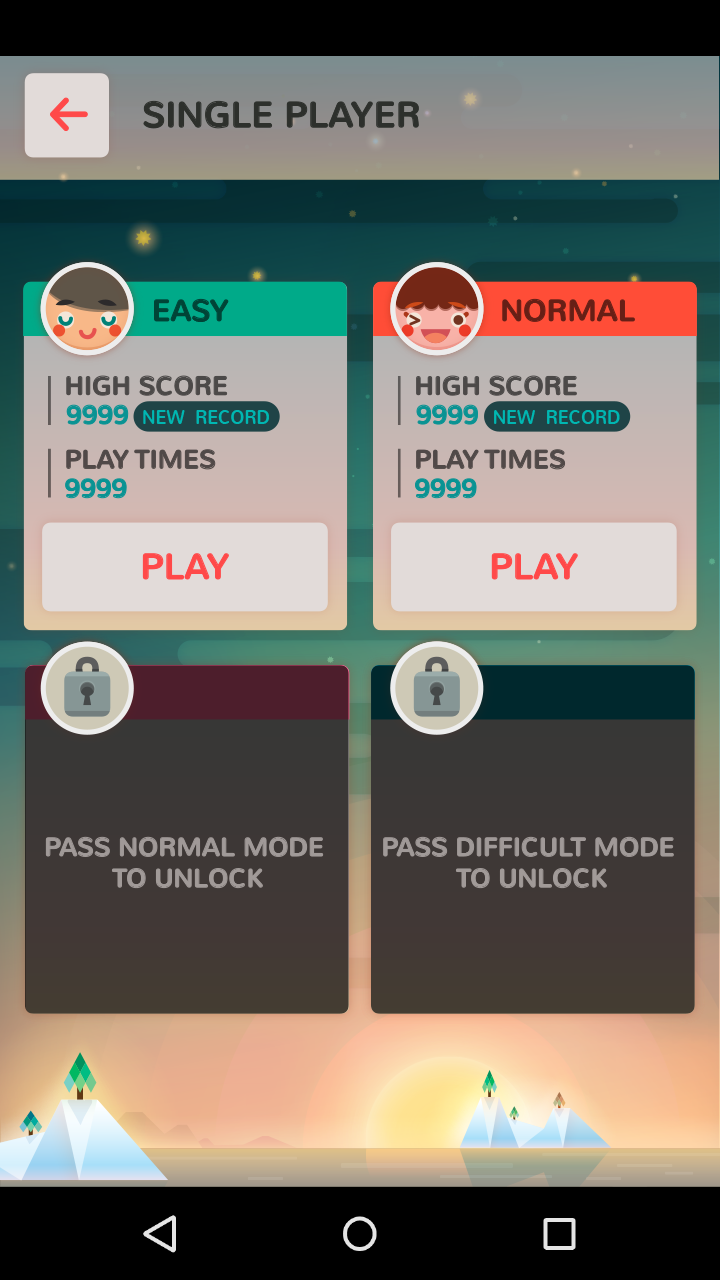 SINGLE PLAYER
EASY
HIGH SCORE
9999 NEW RECORD
PLAY TIMES
9999
PLAY
NORMAL
HIGH SCORE
9999 NEW RECORD
PLAY TIMES
9999
PLAY
PASS NORMAL MODE
TO UNLOCK
PASS DIFFICULT MODE
TO UNLOCK